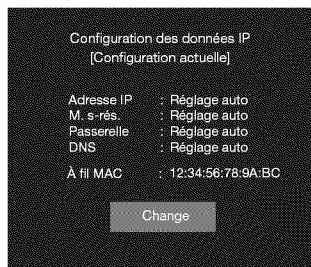 Configuration des données IP
[Configuration actuelle]
Adresse IP : Réglage auto
M. s-rés. : Réglage auto
Passerelle : Réglage auto
DNS : Réglage auto
À fil MAC : 12:34:56:78:9A:BC
Change